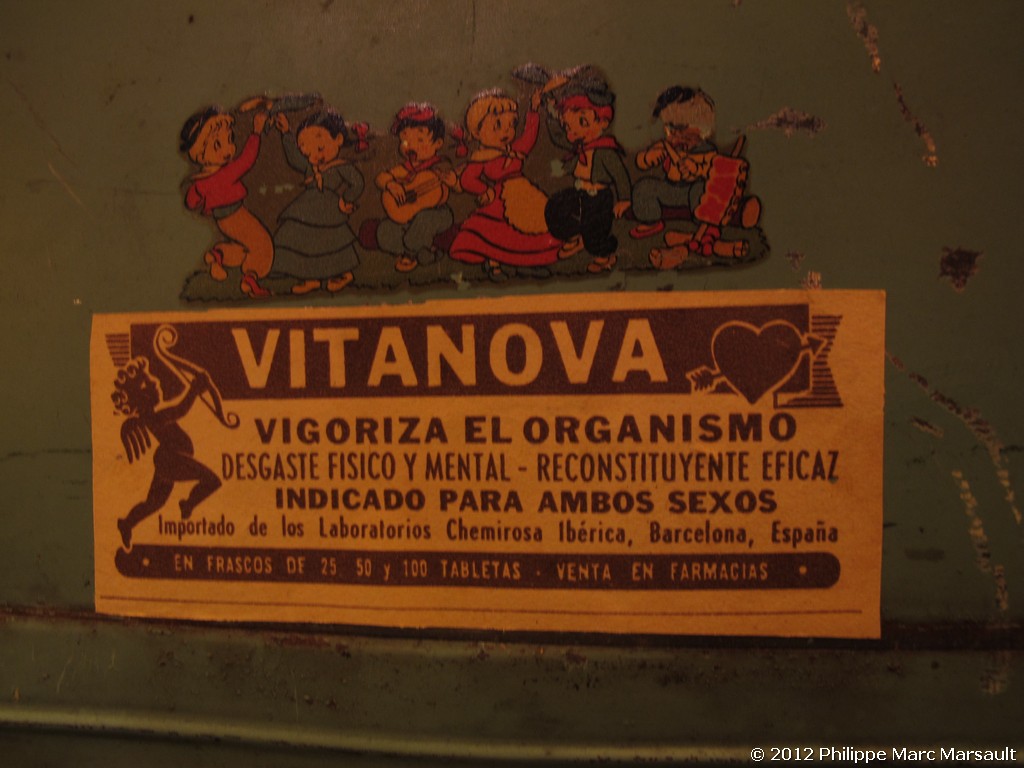 VITANOVA
VIGORIZA EL ORGANISMO
DESGASTE FISICO Y MENTAL - RECONSTITUYENTE EFICAZ
INDICADO PARA AMBOS SEXOS
Importado de los Laboratorios Chemirosa Ibérica, Barcelona, España
• EN FRASCOS DE 25 50 y 100 TABLETAS - VENTA EN FARMACIAS •
© 2012 Philippe Marc Marsault